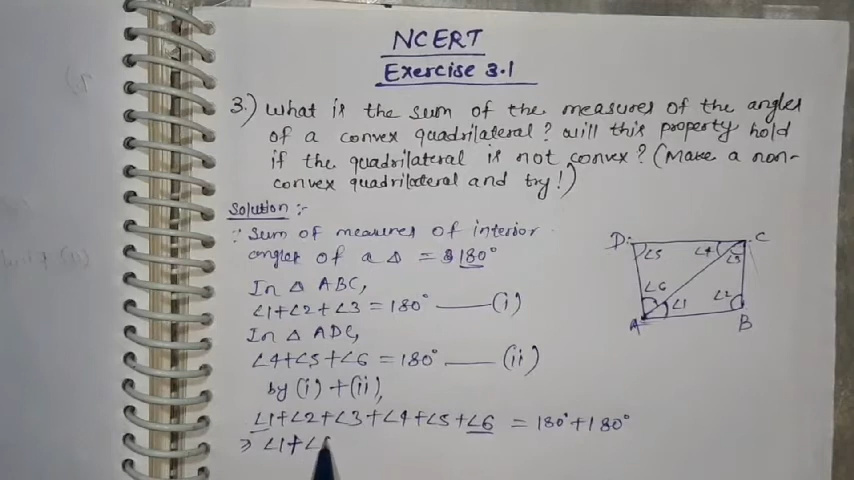 NCERT
Exercise 3.1
3.) What is the sum of the measures of the angles
of a convex quadrilateral? Will this property hold
if the quadrilateral is not convex? (Make a non-
convex quadrilateral and try!)
Solution :-
∵ Sum of measures of interior
angles of a Δ = 180°
In Δ ABC,
∠1+∠2+∠3 = 180° —— (i)
In Δ ADC,
∠4+∠5+∠6 = 180° —— (ii)
by (i) + (ii),
∠1+∠2+∠3+∠4+∠5+∠6 = 180°+180°
⇒ ∠1+∠
D
∠5
∠4
C
∠3
∠6
∠1
∠2
A
B